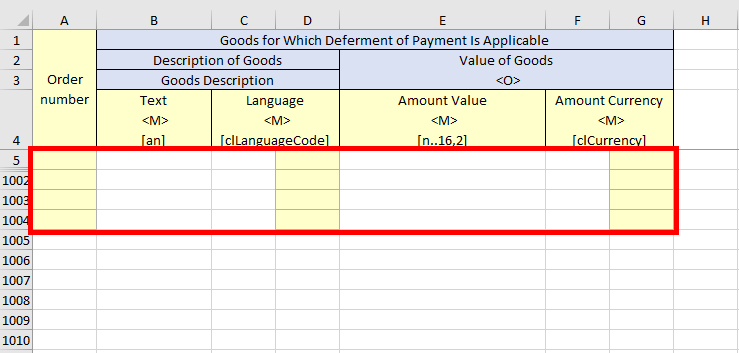 A B C D E F G H
1 Goods for Which Deferment of Payment Is Applicable
2 Description of Goods Value of Goods
3 Goods Description <O>
Order number
Text Language Amount Value Amount Currency
<M> <M> <M> <M>
4 [an] [clLanguageCode] [n..16,2] [clCurrency]
5
1002
1003
1004
1005
1006
1007
1008
1009
1010